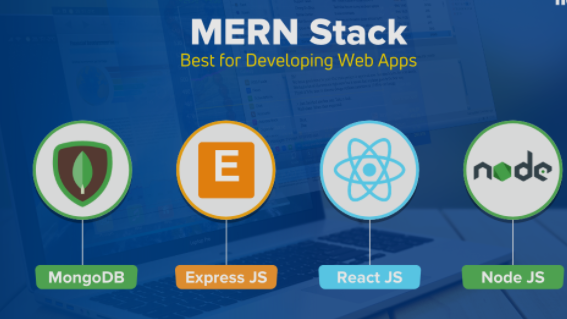 MERN Stack
Best for Developing Web Apps
E
node
MongoDB
Express JS
React JS
Node JS